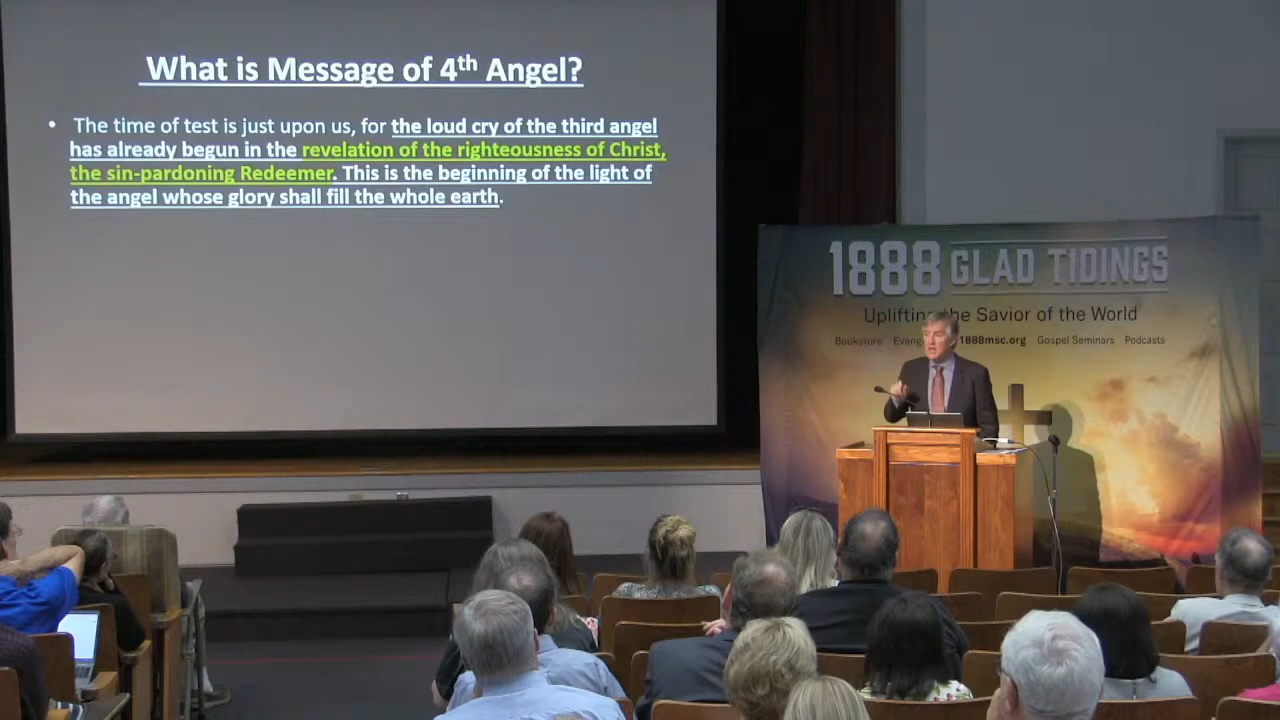 What is Message of 4th Angel?
• The time of test is just upon us, for the loud cry of the third angel
has already begun in the revelation of the righteousness of Christ,
the sin-pardoning Redeemer. This is the beginning of the light of
the angel whose glory shall fill the whole earth.
1888 GLAD TIDINGS
Uplifting the Savior of the World
Bookstore 1888msc.org Gospel Seminars Podcasts